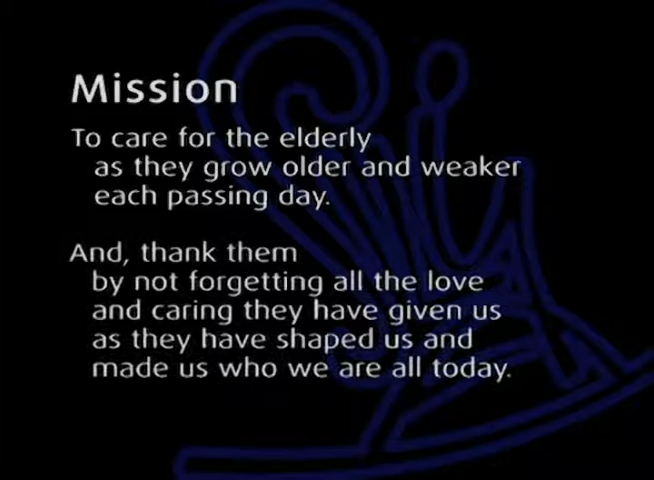 Mission
To care for the elderly
as they grow older and weaker
each passing day.
And, thank them
by not forgetting all the love
and caring they have given us
as they have shaped us and
made us who we are all today.